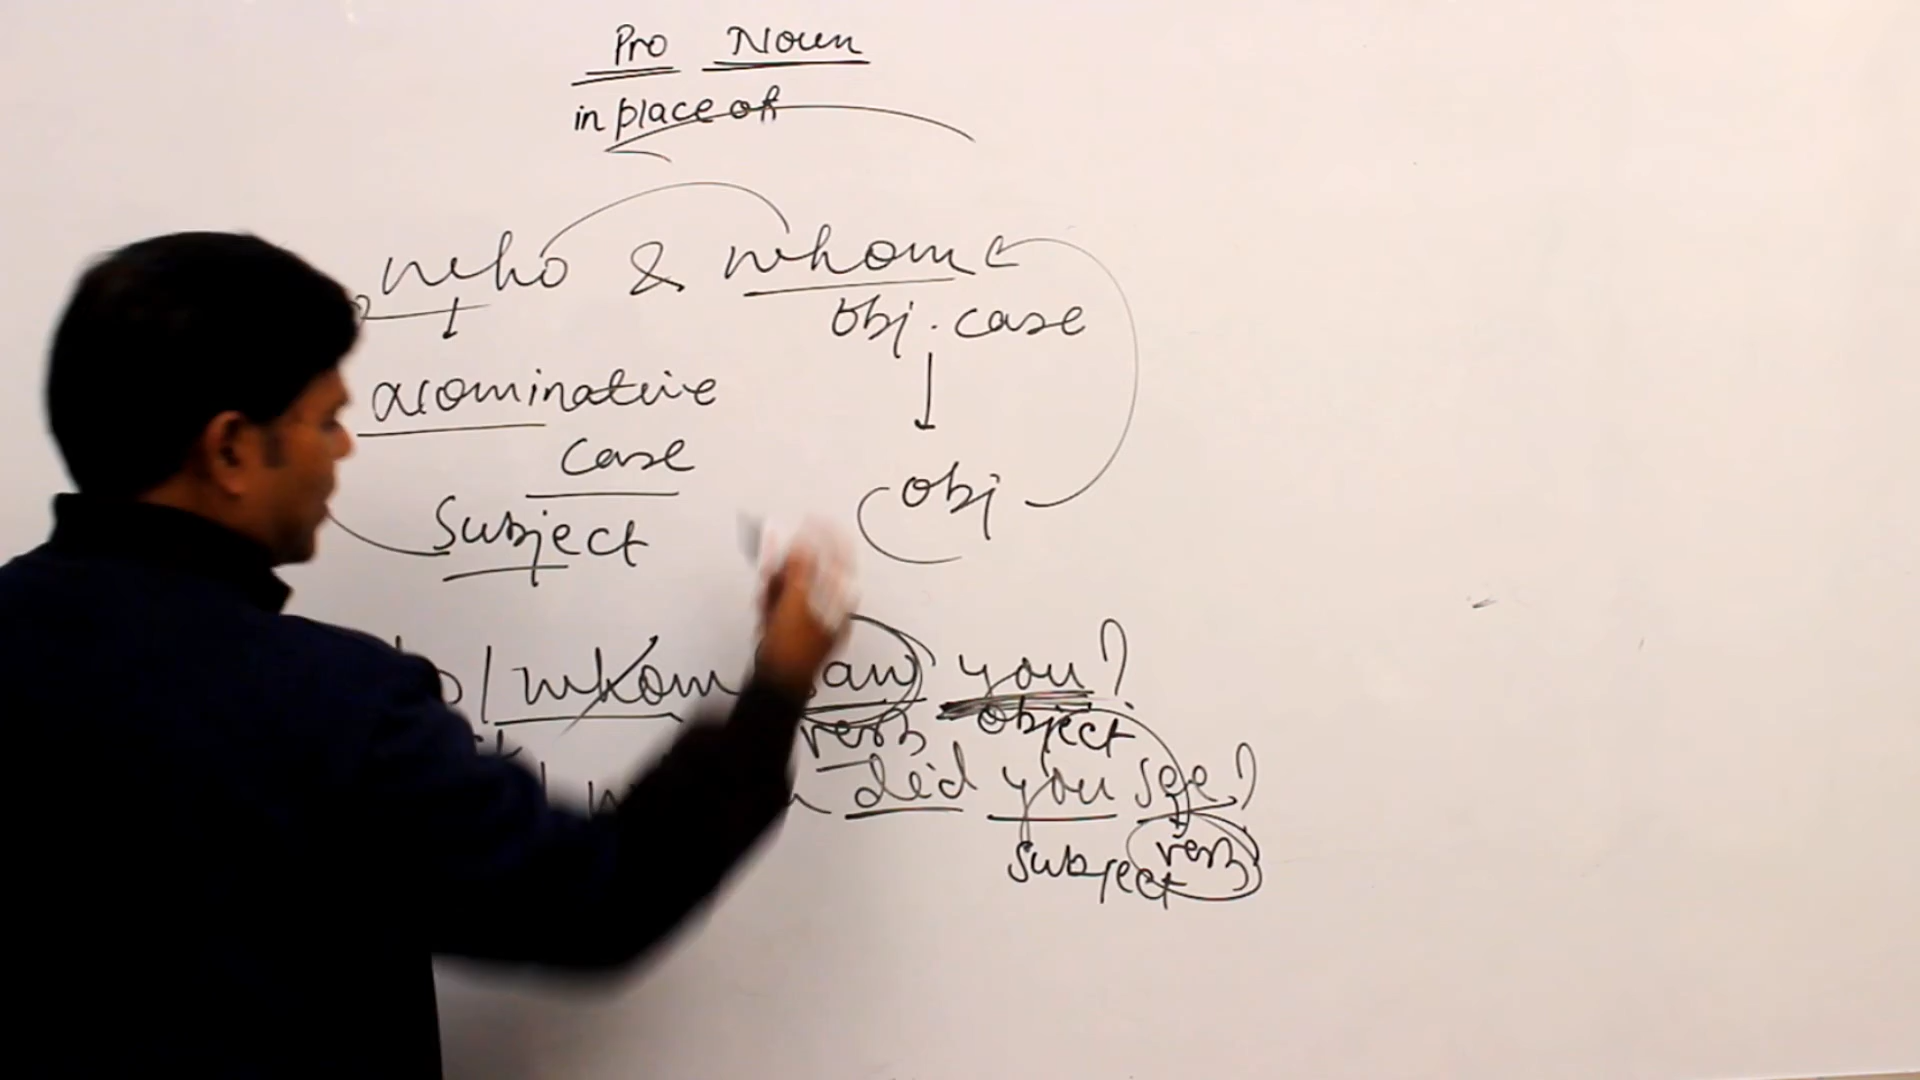 Pro Noun
in place of
who & whom
obj. case
nominative
case
obj
Subject
| whom saw you?
verb object
did you see?
subject verb